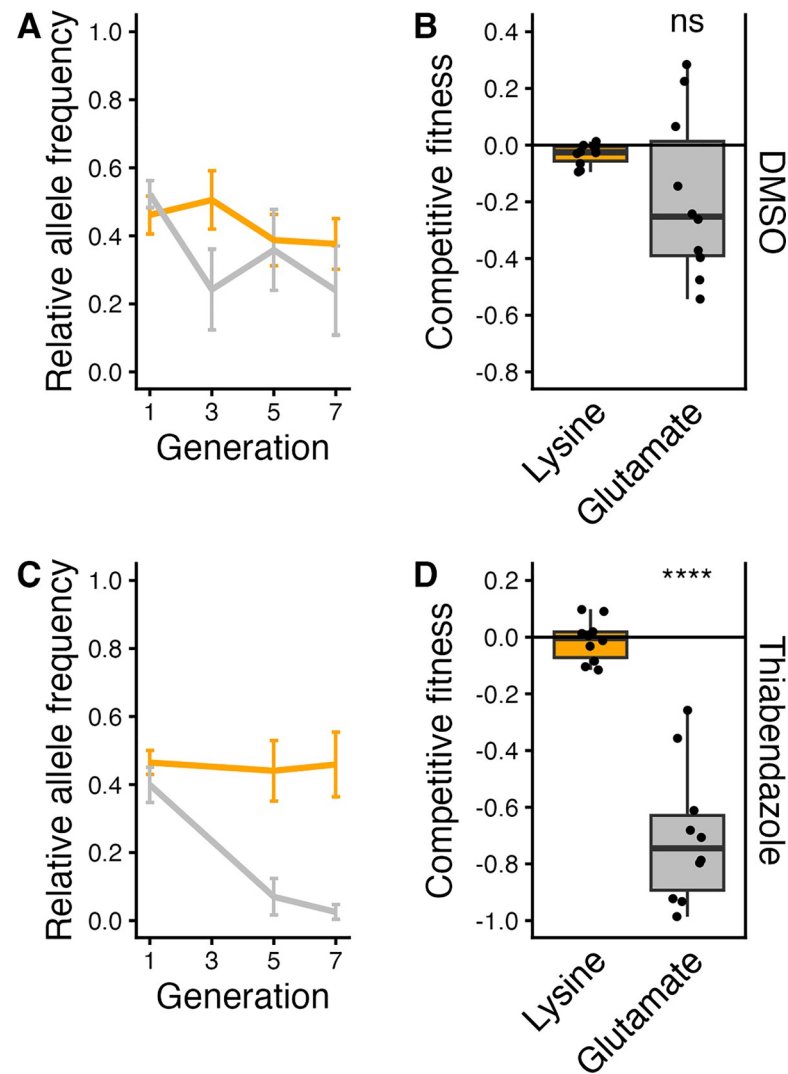 A
Relative allele frequency
1.0
0.8
0.6
0.4
0.2
0.0
1 3 5 7
Generation
B
Competitive fitness
0.4
0.2
0.0
-0.2
-0.4
-0.6
-0.8
ns
Lysine
Glutamate
DMSO
C
Relative allele frequency
1.0
0.8
0.6
0.4
0.2
0.0
1 3 5 7
Generation
D
Competitive fitness
0.2
0.0
-0.2
-0.4
-0.6
-0.8
-1.0
****
Lysine
Glutamate
Thiabendazole